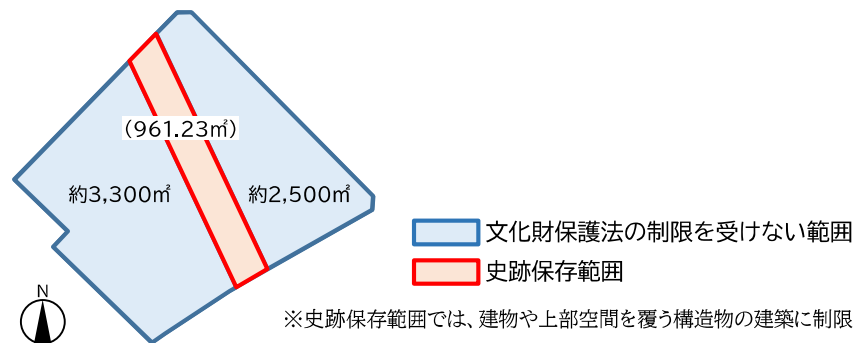 （961.23㎡）
約3,300㎡
約2,500㎡
文化財保護法の制限を受けない範囲
史跡保存範囲
N
※史跡保存範囲では、建物や上部空間を覆う構造物の建築に制限